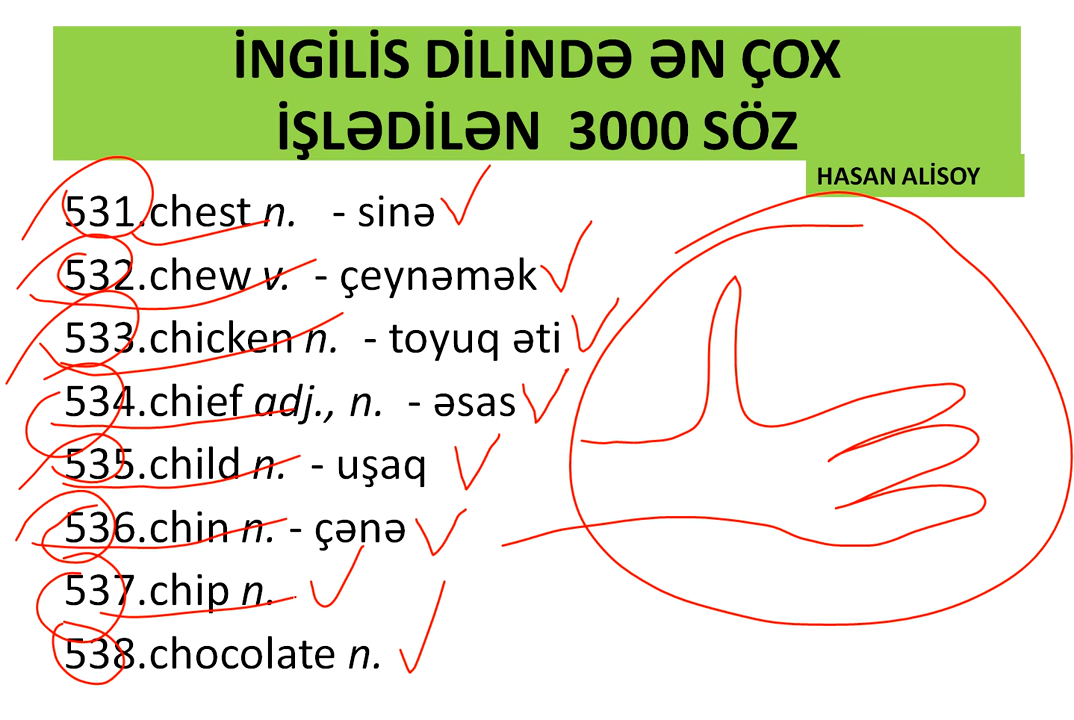 İNGİLİS DİLİNDƏ ƏN ÇOX
İŞLƏDİLƏN 3000 SÖZ
HASAN ALİSOY
531.chest n. - sinə
532.chew v. - çeynəmək
533.chicken n. - toyuq əti
534.chief adj., n. - əsas
535.child n. - uşaq
536.chin n. - çənə
537.chip n.
538.chocolate n.